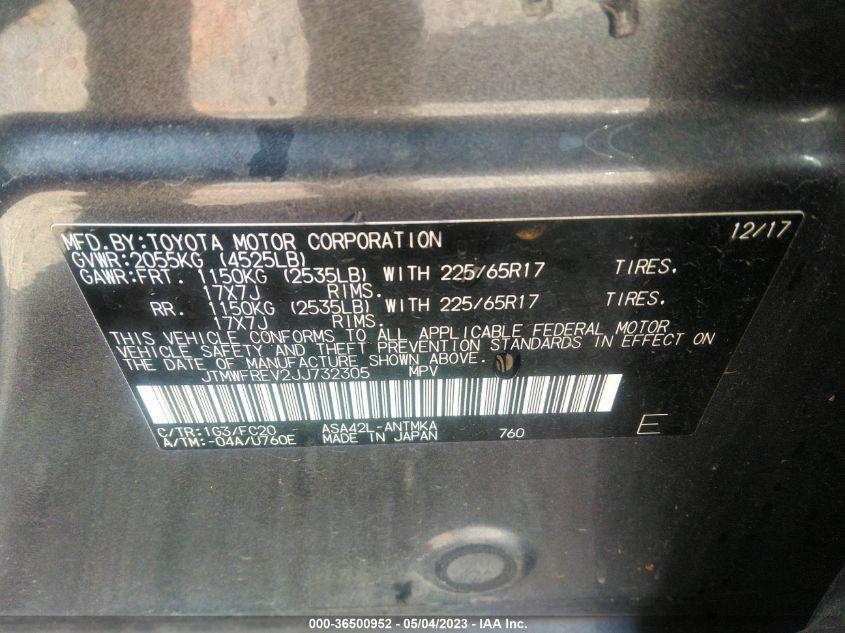 MFD.BY:TOYOTA MOTOR CORPORATION 12/17
GVWR:2055KG (4525LB)
GAWR:FRT. 1150KG (2535LB) WITH 225/65R17 TIRES.
17X7J RIMS.
RR. 1150KG (2535LB) WITH 225/65R17 TIRES.
17X7J RIMS.
THIS VEHICLE CONFORMS TO ALL APPLICABLE FEDERAL MOTOR
VEHICLE SAFETY AND THEFT PREVENTION STANDARDS IN EFFECT ON
THE DATE OF MANUFACTURE SHOWN ABOVE.
JTMWFREV2JJ732305 MPV
C/TR:1G3/FC20 ASA42L-ANTMKA
A/TM:-04A/U760E MADE IN JAPAN 760 E
000-36500952 - 05/04/2023 - IAA Inc.